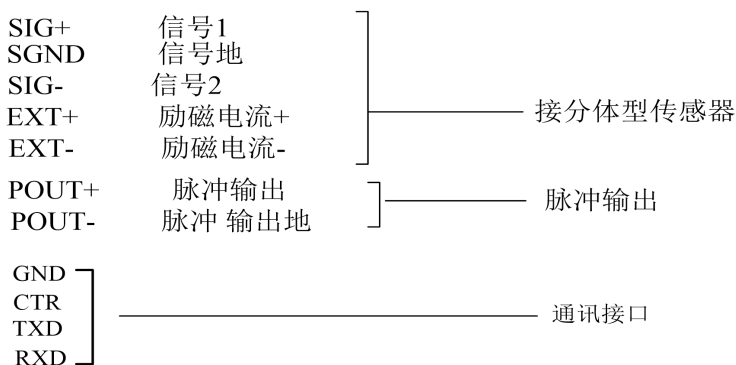 SIG+ 信号1
SGND 信号地
SIG- 信号2
EXT+ 励磁电流+
EXT- 励磁电流-
接分体型传感器
POUT+ 脉冲输出
POUT- 脉冲 输出地
脉冲输出
GND
CTR
TXD
RXD
通讯接口